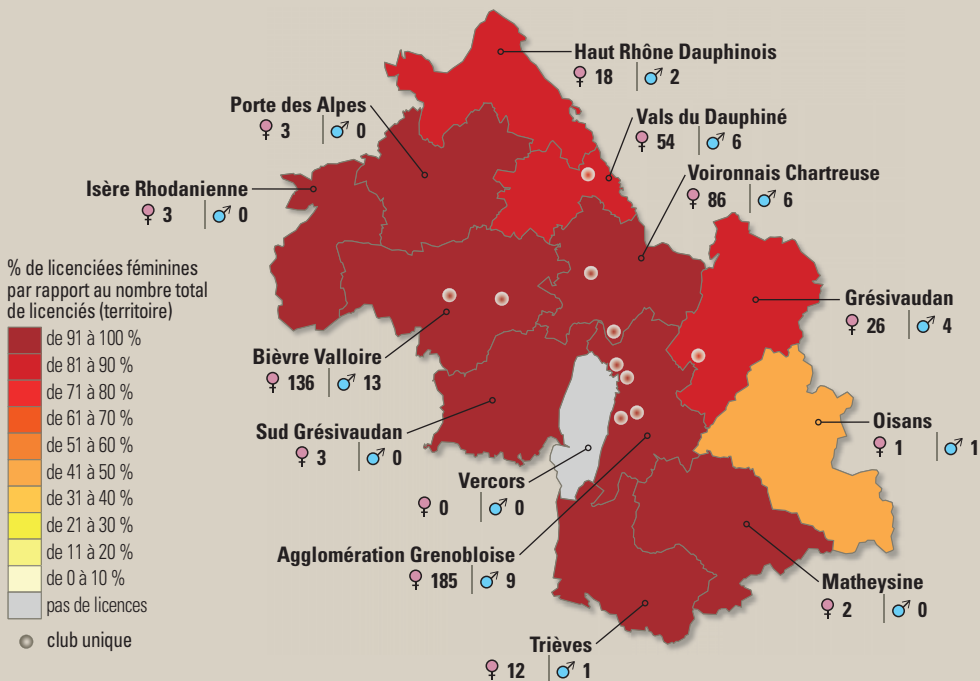 Haut Rhône Dauphinois
♀ 18 | ♂ 2
Porte des Alpes
♀ 3 | ♂ 0
Vals du Dauphiné
♀ 54 | ♂ 6
Isère Rhodanienne
♀ 3 | ♂ 0
Voironnais Chartreuse
♀ 86 | ♂ 6
% de licenciées féminines
par rapport au nombre total
de licenciés (territoire)
de 91 à 100 %
de 81 à 90 %
de 71 à 80 %
de 61 à 70 %
de 51 à 60 %
de 41 à 50 %
de 31 à 40 %
de 21 à 30 %
de 11 à 20 %
de 0 à 10 %
pas de licences
club unique
Grésivaudan
♀ 26 | ♂ 4
Bièvre Valloire
♀ 136 | ♂ 13
Oisans
♀ 1 | ♂ 1
Sud Grésivaudan
♀ 3 | ♂ 0
Vercors
♀ 0 | ♂ 0
Agglomération Grenobloise
♀ 185 | ♂ 9
Matheysine
♀ 2 | ♂ 0
Trièves
♀ 12 | ♂ 1